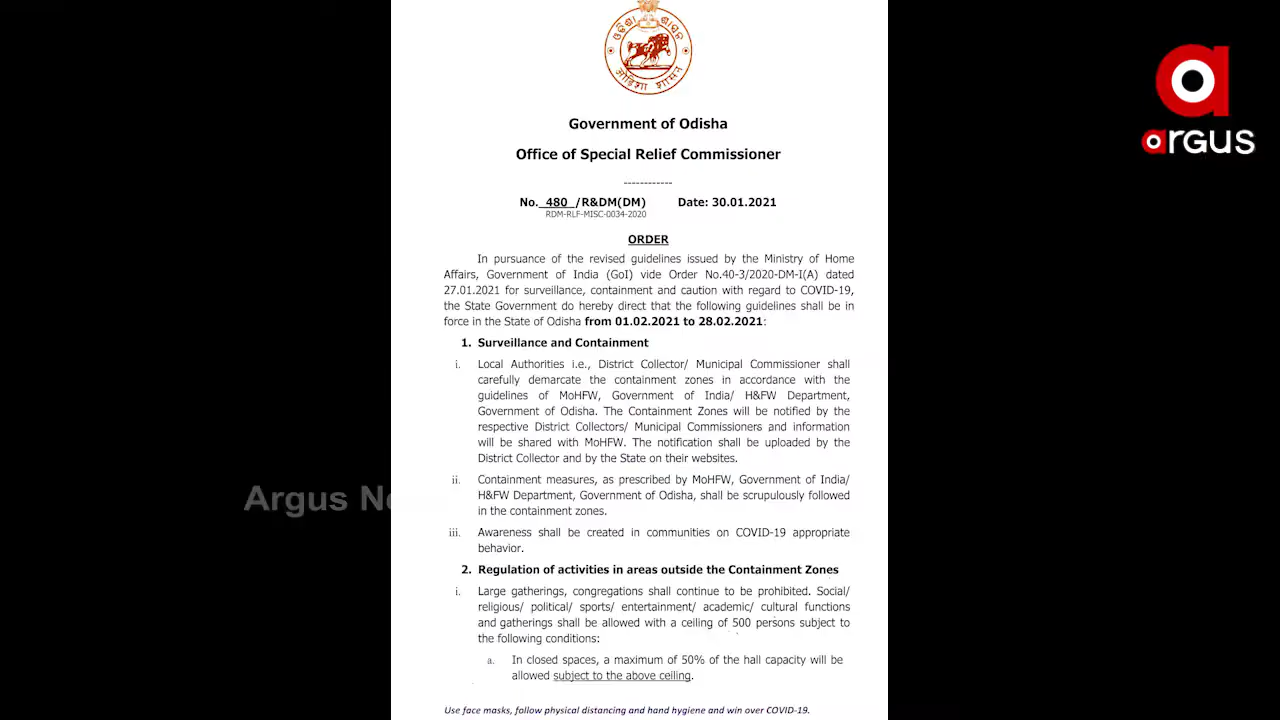 ଓଡ଼ିଶା ଶାସନ
ओड़िशा शासन
argus
Government of Odisha
Office of Special Relief Commissioner
------------
No. 480 /R&DM(DM) Date: 30.01.2021
RDM-RLF-MISC-0034-2020
ORDER
In pursuance of the revised guidelines issued by the Ministry of Home
Affairs, Government of India (GoI) vide Order No.40-3/2020-DM-I(A) dated
27.01.2021 for surveillance, containment and caution with regard to COVID-19,
the State Government do hereby direct that the following guidelines shall be in
force in the State of Odisha from 01.02.2021 to 28.02.2021:
1. Surveillance and Containment
i. Local Authorities i.e., District Collector/ Municipal Commissioner shall
carefully demarcate the containment zones in accordance with the
guidelines of MoHFW, Government of India/ H&FW Department,
Government of Odisha. The Containment Zones will be notified by the
respective District Collectors/ Municipal Commissioners and information
will be shared with MoHFW. The notification shall be uploaded by the
District Collector and by the State on their websites.
ii. Containment measures, as prescribed by MoHFW, Government of India/
H&FW Department, Government of Odisha, shall be scrupulously followed
in the containment zones.
Argus Ne
iii. Awareness shall be created in communities on COVID-19 appropriate
behavior.
2. Regulation of activities in areas outside the Containment Zones
i. Large gatherings, congregations shall continue to be prohibited. Social/
religious/ political/ sports/ entertainment/ academic/ cultural functions
and gatherings shall be allowed with a ceiling of 500 persons subject to
the following conditions:
a. In closed spaces, a maximum of 50% of the hall capacity will be
allowed subject to the above ceiling.
Use face masks, follow physical distancing and hand hygiene and win over COVID-19.